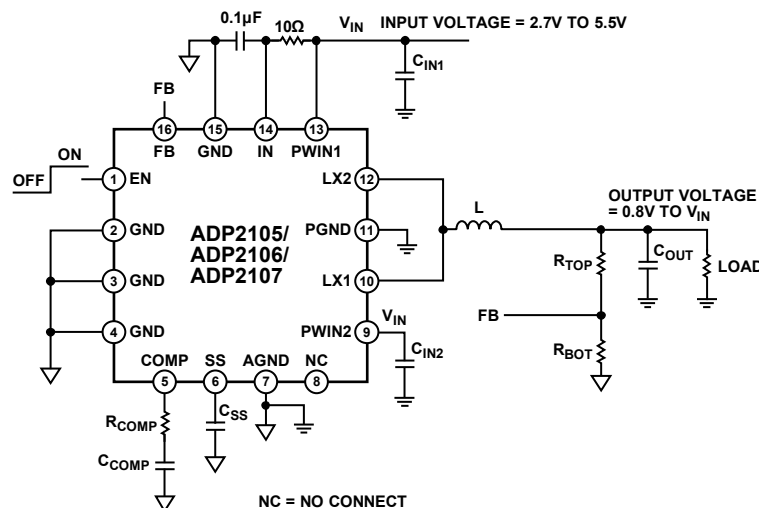 0.1µF
10Ω
VIN
INPUT VOLTAGE = 2.7V TO 5.5V
CIN1
FB
16
15
14
13
FB
GND
IN
PWIN1
ON
OFF
1
EN
LX2
12
OUTPUT VOLTAGE
= 0.8V TO VIN
L
2
GND
ADP2105/
ADP2106/
ADP2107
PGND
11
RTOP
COUT
LOAD
3
GND
LX1
10
FB
VIN
4
GND
PWIN2
9
CIN2
RBOT
COMP
SS
AGND
NC
5
6
7
8
RCOMP
CSS
CCOMP
NC = NO CONNECT